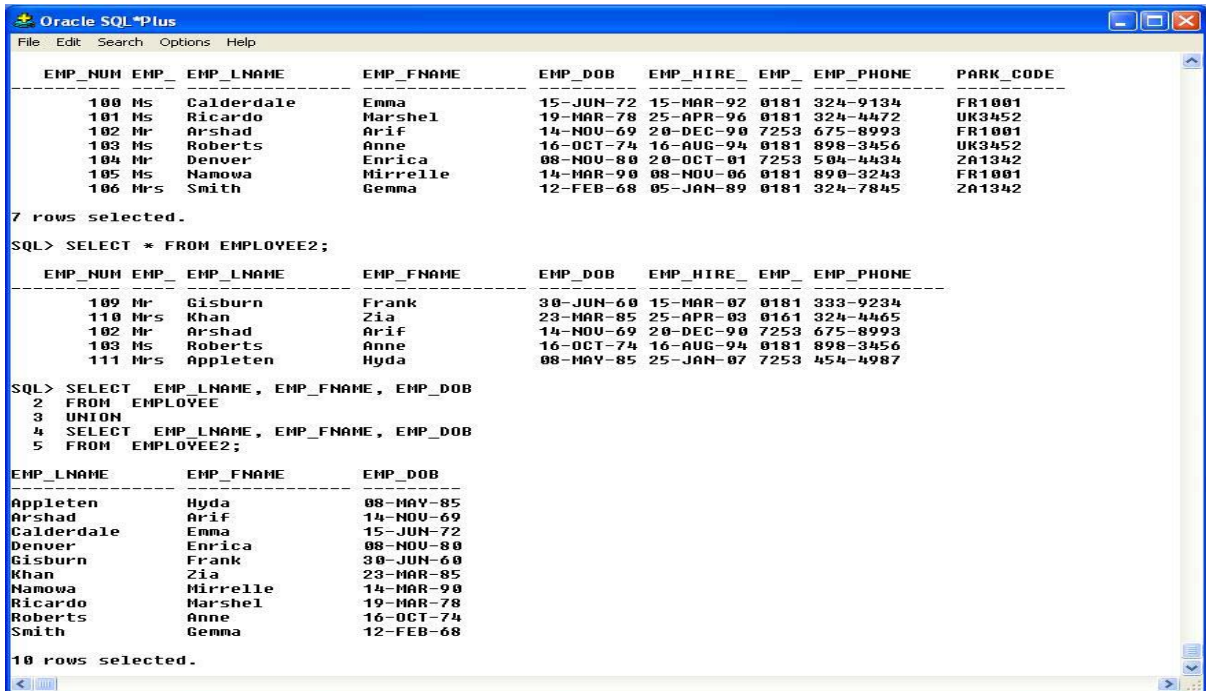 Oracle SQL*Plus
File Edit Search Options Help
EMP_NUM EMP_ EMP_LNAME EMP_FNAME EMP_DOB EMP_HIRE_ EMP_ EMP_PHONE PARK_CODE
---------- ---- --------------- --------------- --------- --------- ---- ------------ ----------
100 Ms Calderdale Emma 15-JUN-72 15-MAR-92 0181 324-9134 FR1001
101 Ms Ricardo Marshel 19-MAR-78 25-APR-96 0181 324-4472 UK3452
102 Mr Arshad Arif 14-NOV-69 20-DEC-90 7253 675-8993 FR1001
103 Ms Roberts Anne 16-OCT-74 16-AUG-94 0181 898-3456 UK3452
104 Mr Denver Enrica 08-NOV-80 20-OCT-01 7253 504-4434 ZA1342
105 Ms Namowa Mirrelle 14-MAR-90 08-NOV-06 0181 890-3243 FR1001
106 Mrs Smith Gemma 12-FEB-68 05-JAN-89 0181 324-7845 ZA1342
7 rows selected.
SQL> SELECT * FROM EMPLOYEE2;
EMP_NUM EMP_ EMP_LNAME EMP_FNAME EMP_DOB EMP_HIRE_ EMP_ EMP_PHONE
---------- ---- --------------- --------------- --------- --------- ---- ------------
109 Mr Gisburn Frank 30-JUN-60 15-MAR-07 0181 333-9234
110 Mrs Khan Zia 23-MAR-85 25-APR-03 0161 324-4465
102 Mr Arshad Arif 14-NOV-69 20-DEC-90 7253 675-8993
103 Ms Roberts Anne 16-OCT-74 16-AUG-94 0181 898-3456
111 Mrs Appleten Hyda 08-MAY-85 25-JAN-07 7253 454-4987
SQL> SELECT EMP_LNAME, EMP_FNAME, EMP_DOB
2 FROM EMPLOYEE
3 UNION
4 SELECT EMP_LNAME, EMP_FNAME, EMP_DOB
5 FROM EMPLOYEE2;
EMP_LNAME EMP_FNAME EMP_DOB
--------------- --------------- ---------
Appleten Hyda 08-MAY-85
Arshad Arif 14-NOV-69
Calderdale Emma 15-JUN-72
Denver Enrica 08-NOV-80
Gisburn Frank 30-JUN-60
Khan Zia 23-MAR-85
Namowa Mirrelle 14-MAR-90
Ricardo Marshel 19-MAR-78
Roberts Anne 16-OCT-74
Smith Gemma 12-FEB-68
10 rows selected.